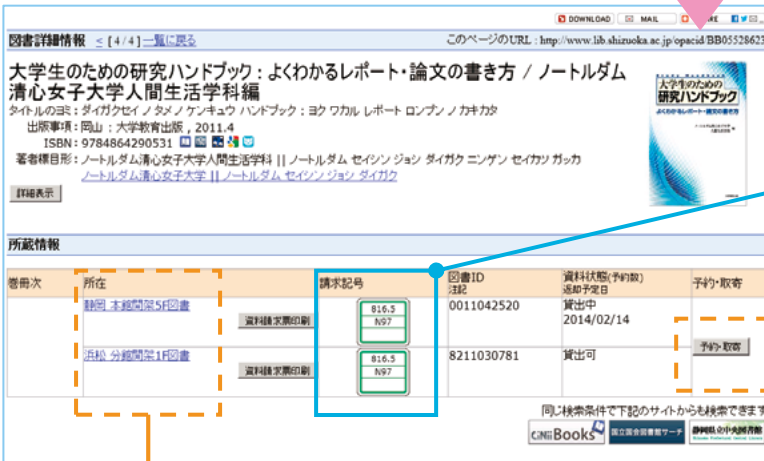 DOWNLOAD MAIL
図書詳細情報 ≤ [4/4]一覧に戻る このページのURL : http://www.lib.shizuoka.ac.jp/opacid/BB05528623
大学生のための研究ハンドブック : よくわかるレポート・論文の書き方 / ノートルダム
清心女子大学人間生活学科編
タイトルのヨミ : ダイガクセイ ノ タメノ ケンキュウ ハンドブック : ヨク ワカル レポート ロンブン ノ カキカタ
出版事項 : 岡山 : 大学教育出版 , 2011.4
ISBN : 9784864290531
著者標目形 : ノートルダム清心女子大学人間生活学科 || ノートルダム セイシン ジョシ ダイガク ニンゲン セイカツ ガッカ
ノートルダム清心女子大学 || ノートルダム セイシン ジョシ ダイガク
詳細表示
大学生のための
研究ハンドブック
よくわかるレポート・論文の書き方
所蔵情報
巻冊次 所在 請求記号 図書ID 資料状態(予約数) 予約・取寄
注記 返却予定日
静岡 本館開架5F図書 資料請求票印刷 816.5 N97 0011042520 貸出中
2014/02/14
予約・取寄
浜松 分館開架1F図書 資料請求票印刷 816.5 N97 8211030781 貸出可
同じ検索条件で下記のサイトからも検索できます
CiNii Books 国立国会図書館サーチ 静岡県立中央図書館